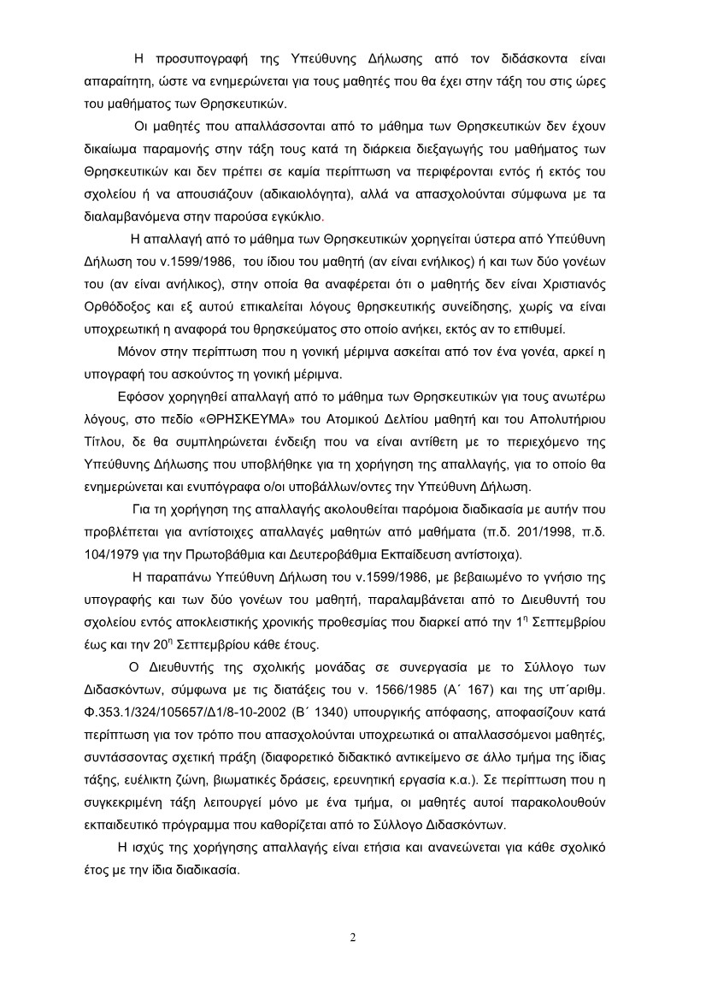 Η προσυπογραφή της Υπεύθυνης Δήλωσης από τον διδάσκοντα είναι
απαραίτητη, ώστε να ενημερώνεται για τους μαθητές που θα έχει στην τάξη του στις ώρες
του μαθήματος των Θρησκευτικών.
Οι μαθητές που απαλλάσσονται από το μάθημα των Θρησκευτικών δεν έχουν
δικαίωμα παραμονής στην τάξη τους κατά τη διάρκεια διεξαγωγής του μαθήματος των
Θρησκευτικών και δεν πρέπει σε καμία περίπτωση να περιφέρονται εντός ή εκτός του
σχολείου ή να απουσιάζουν (αδικαιολόγητα), αλλά να απασχολούνται σύμφωνα με τα
διαλαμβανόμενα στην παρούσα εγκύκλιο.
Η απαλλαγή από το μάθημα των Θρησκευτικών χορηγείται ύστερα από Υπεύθυνη
Δήλωση του ν.1599/1986, του ίδιου του μαθητή (αν είναι ενήλικος) ή και των δύο γονέων
του (αν είναι ανήλικος), στην οποία θα αναφέρεται ότι ο μαθητής δεν είναι Χριστιανός
Ορθόδοξος και εξ αυτού επικαλείται λόγους θρησκευτικής συνείδησης, χωρίς να είναι
υποχρεωτική η αναφορά του θρησκεύματος στο οποίο ανήκει, εκτός αν το επιθυμεί.
Μόνον στην περίπτωση που η γονική μέριμνα ασκείται από τον ένα γονέα, αρκεί η
υπογραφή του ασκούντος τη γονική μέριμνα.
Εφόσον χορηγηθεί απαλλαγή από το μάθημα των Θρησκευτικών για τους ανωτέρω
λόγους, στο πεδίο «ΘΡΗΣΚΕΥΜΑ» του Ατομικού Δελτίου μαθητή και του Απολυτήριου
Τίτλου, δε θα συμπληρώνεται ένδειξη που να είναι αντίθετη με το περιεχόμενο της
Υπεύθυνης Δήλωσης που υποβλήθηκε για τη χορήγηση της απαλλαγής, για το οποίο θα
ενημερώνεται και ενυπόγραφα ο/οι υποβάλλων/οντες την Υπεύθυνη Δήλωση.
Για τη χορήγηση της απαλλαγής ακολουθείται παρόμοια διαδικασία με αυτήν που
προβλέπεται για αντίστοιχες απαλλαγές μαθητών από μαθήματα (π.δ. 201/1998, π.δ.
104/1979 για την Πρωτοβάθμια και Δευτεροβάθμια Εκπαίδευση αντίστοιχα).
Η παραπάνω Υπεύθυνη Δήλωση του ν.1599/1986, με βεβαιωμένο το γνήσιο της
υπογραφής και των δύο γονέων του μαθητή, παραλαμβάνεται από το Διευθυντή του
σχολείου εντός αποκλειστικής χρονικής προθεσμίας που διαρκεί από την 1η Σεπτεμβρίου
έως και την 20η Σεπτεμβρίου κάθε έτους.
Ο Διευθυντής της σχολικής μονάδας σε συνεργασία με το Σύλλογο των
Διδασκόντων, σύμφωνα με τις διατάξεις του ν. 1566/1985 (Α΄ 167) και της υπ΄αριθμ.
Φ.353.1/324/105657/Δ1/8-10-2002 (Β΄ 1340) υπουργικής απόφασης, αποφασίζουν κατά
περίπτωση για τον τρόπο που απασχολούνται υποχρεωτικά οι απαλλασσόμενοι μαθητές,
συντάσσοντας σχετική πράξη (διαφορετικό διδακτικό αντικείμενο σε άλλο τμήμα της ίδιας
τάξης, ευέλικτη ζώνη, βιωματικές δράσεις, ερευνητική εργασία κ.α.). Σε περίπτωση που η
συγκεκριμένη τάξη λειτουργεί μόνο με ένα τμήμα, οι μαθητές αυτοί παρακολουθούν
εκπαιδευτικό πρόγραμμα που καθορίζεται από το Σύλλογο Διδασκόντων.
Η ισχύς της χορήγησης απαλλαγής είναι ετήσια και ανανεώνεται για κάθε σχολικό
έτος με την ίδια διαδικασία.
2